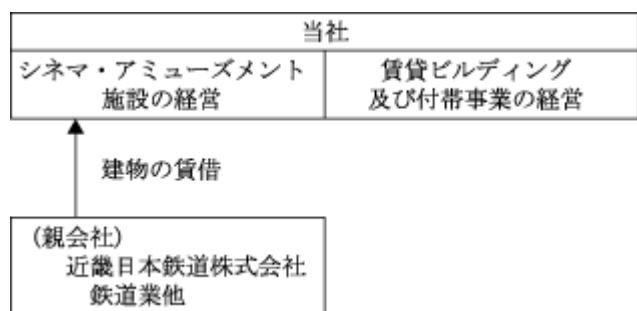 当社
シネマ・アミューズメント
施設の経営
賃貸ビルディング
及び付帯事業の経営
建物の賃借
(親会社)
近畿日本鉄道株式会社
鉄道業他